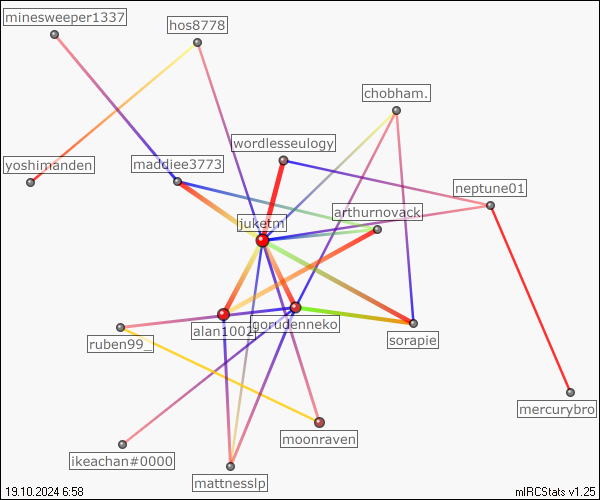 minesweeper1337
hos8778
chobham.
wordlesseulogy
yoshimanden
maddiee3773
neptune01
arthurnovack
juketm
alan1002
gorudenneko
ruben99_
sorapie
mercurybro
moonraven
ikeachan#0000
mattnesslp
19.10.2024 6:58
mIRCStats v1.25